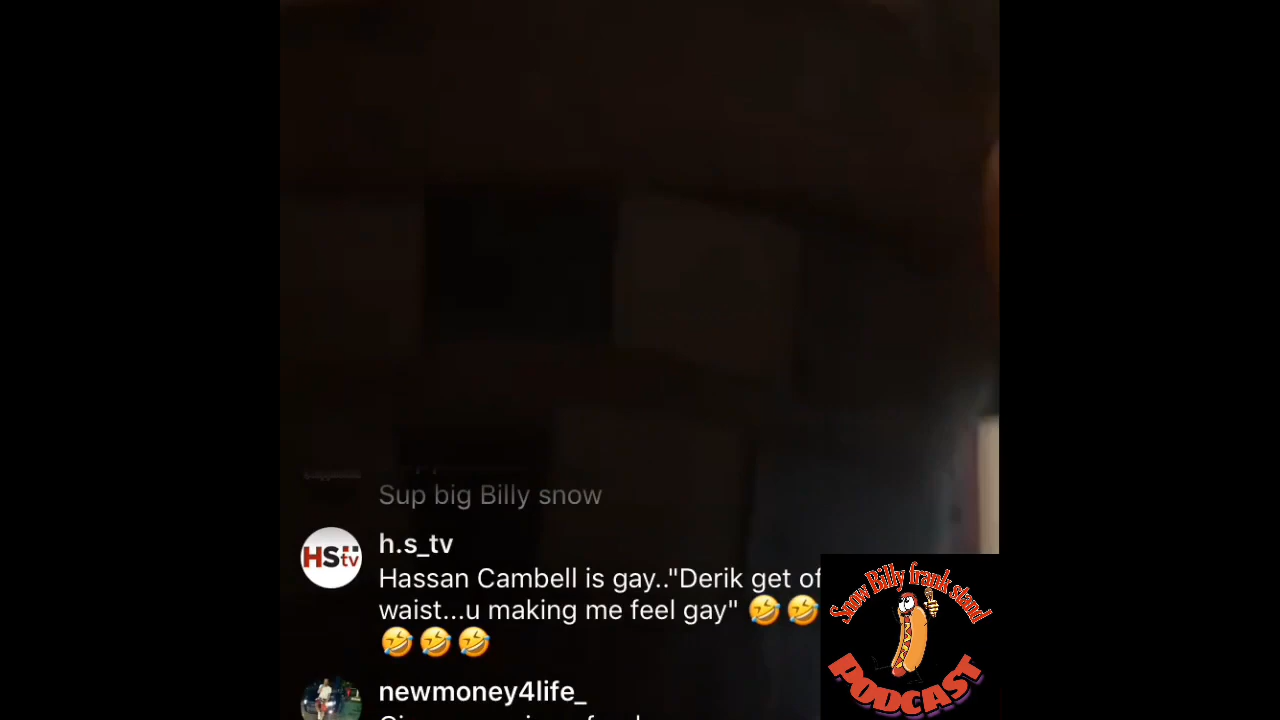 Sup big Billy snow
h.s_tv
Hassan Cambell is gay.."Derik get of
waist...u making me feel gay" 🤣🤣
🤣🤣🤣
newmoney4life_
HStv
Snow Billy frank stand
PODCAST